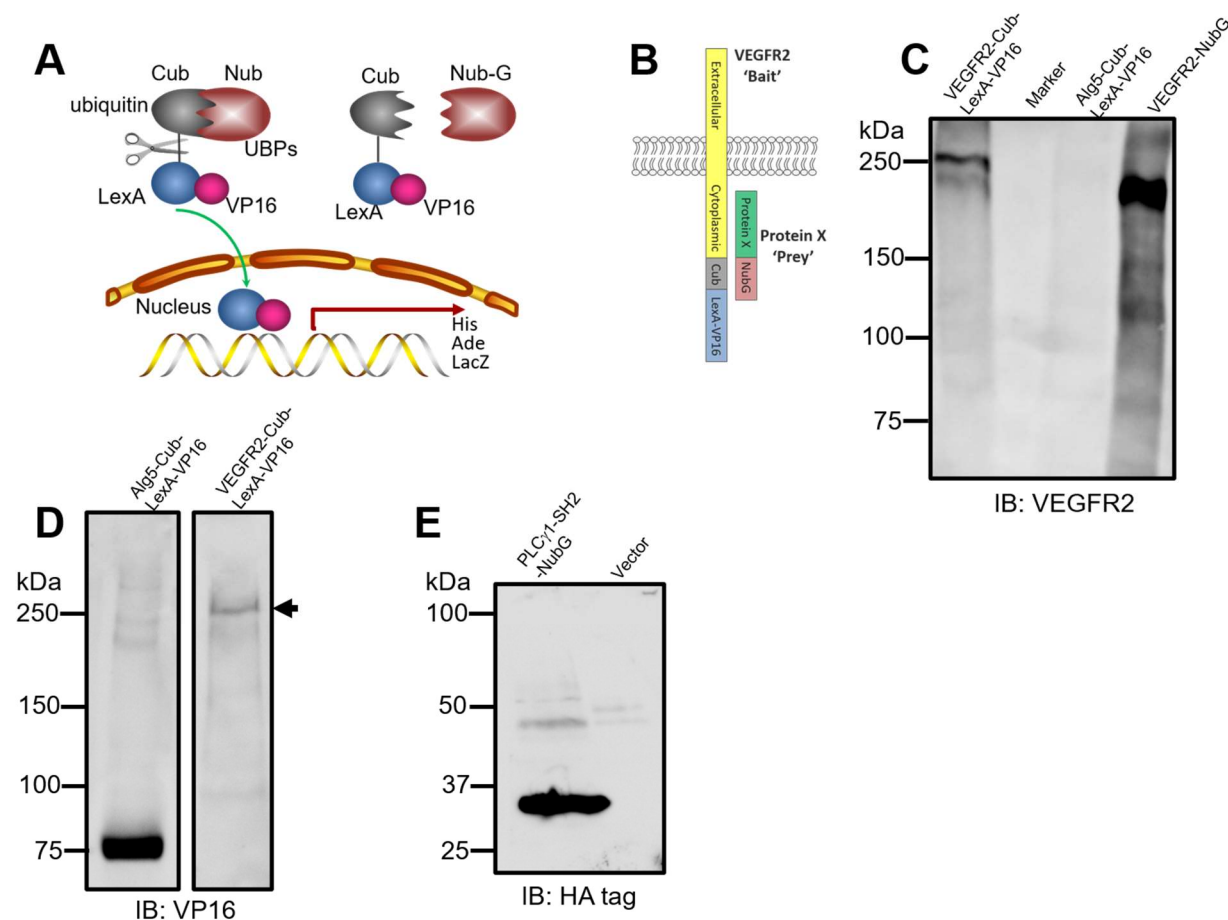 A
Cub
Nub
ubiquitin
UBPs
LexA
VP16
Cub
Nub-G
LexA
VP16
Nucleus
His
Ade
LacZ
B
VEGFR2
'Bait'
Extracellular
Cytoplasmic
Cub
LexA-VP16
Protein X
NubG
Protein X
'Prey'
C
VEGFR2-Cub-
LexA-VP16
Marker
Alg5-Cub-
LexA-VP16
VEGFR2-NubG
kDa
250
150
100
75
IB: VEGFR2
D
Alg5-Cub-
LexA-VP16
VEGFR2-Cub-
LexA-VP16
kDa
250
150
100
75
IB: VP16
E
PLCγ1-SH2
-NubG
Vector
kDa
100
50
37
25
IB: HA tag